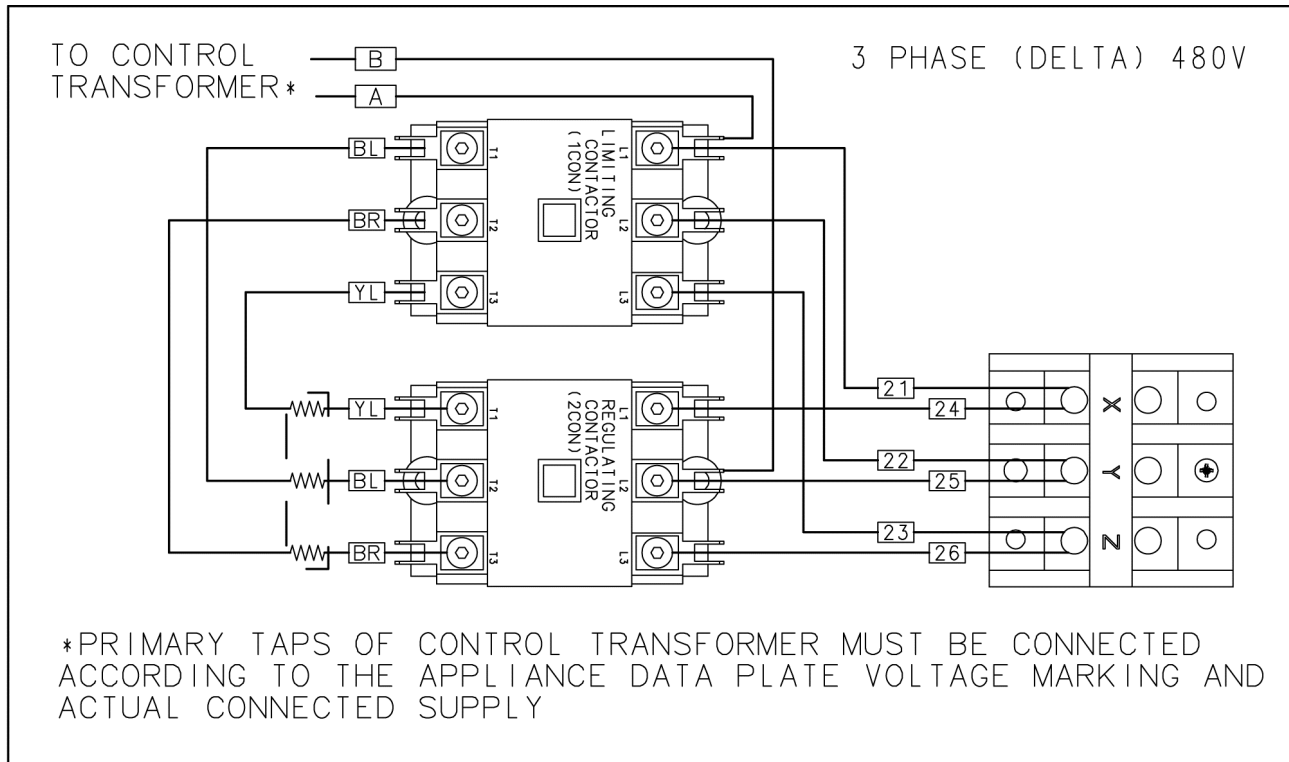 TO CONTROL
TRANSFORMER*
B
A
3 PHASE (DELTA) 480V
BL
BR
YL
T1
T2
T3
LIMITING
CONTACTOR
(1CON)
L1
L2
L3
YL
BL
BR
T1
T2
T3
REGULATING
CONTACTOR
(2CON)
L1
L2
L3
21
24
22
25
23
26
X
Y
Z
*PRIMARY TAPS OF CONTROL TRANSFORMER MUST BE CONNECTED
ACCORDING TO THE APPLIANCE DATA PLATE VOLTAGE MARKING AND
ACTUAL CONNECTED SUPPLY